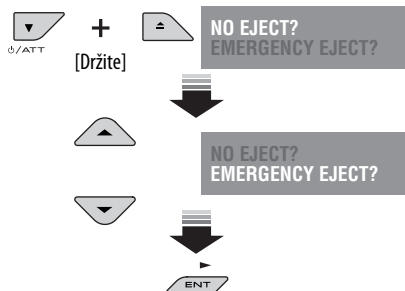 ⏻/ATT
+
[Držite]
NO EJECT?
EMERGENCY EJECT?
NO EJECT?
EMERGENCY EJECT?
ENT